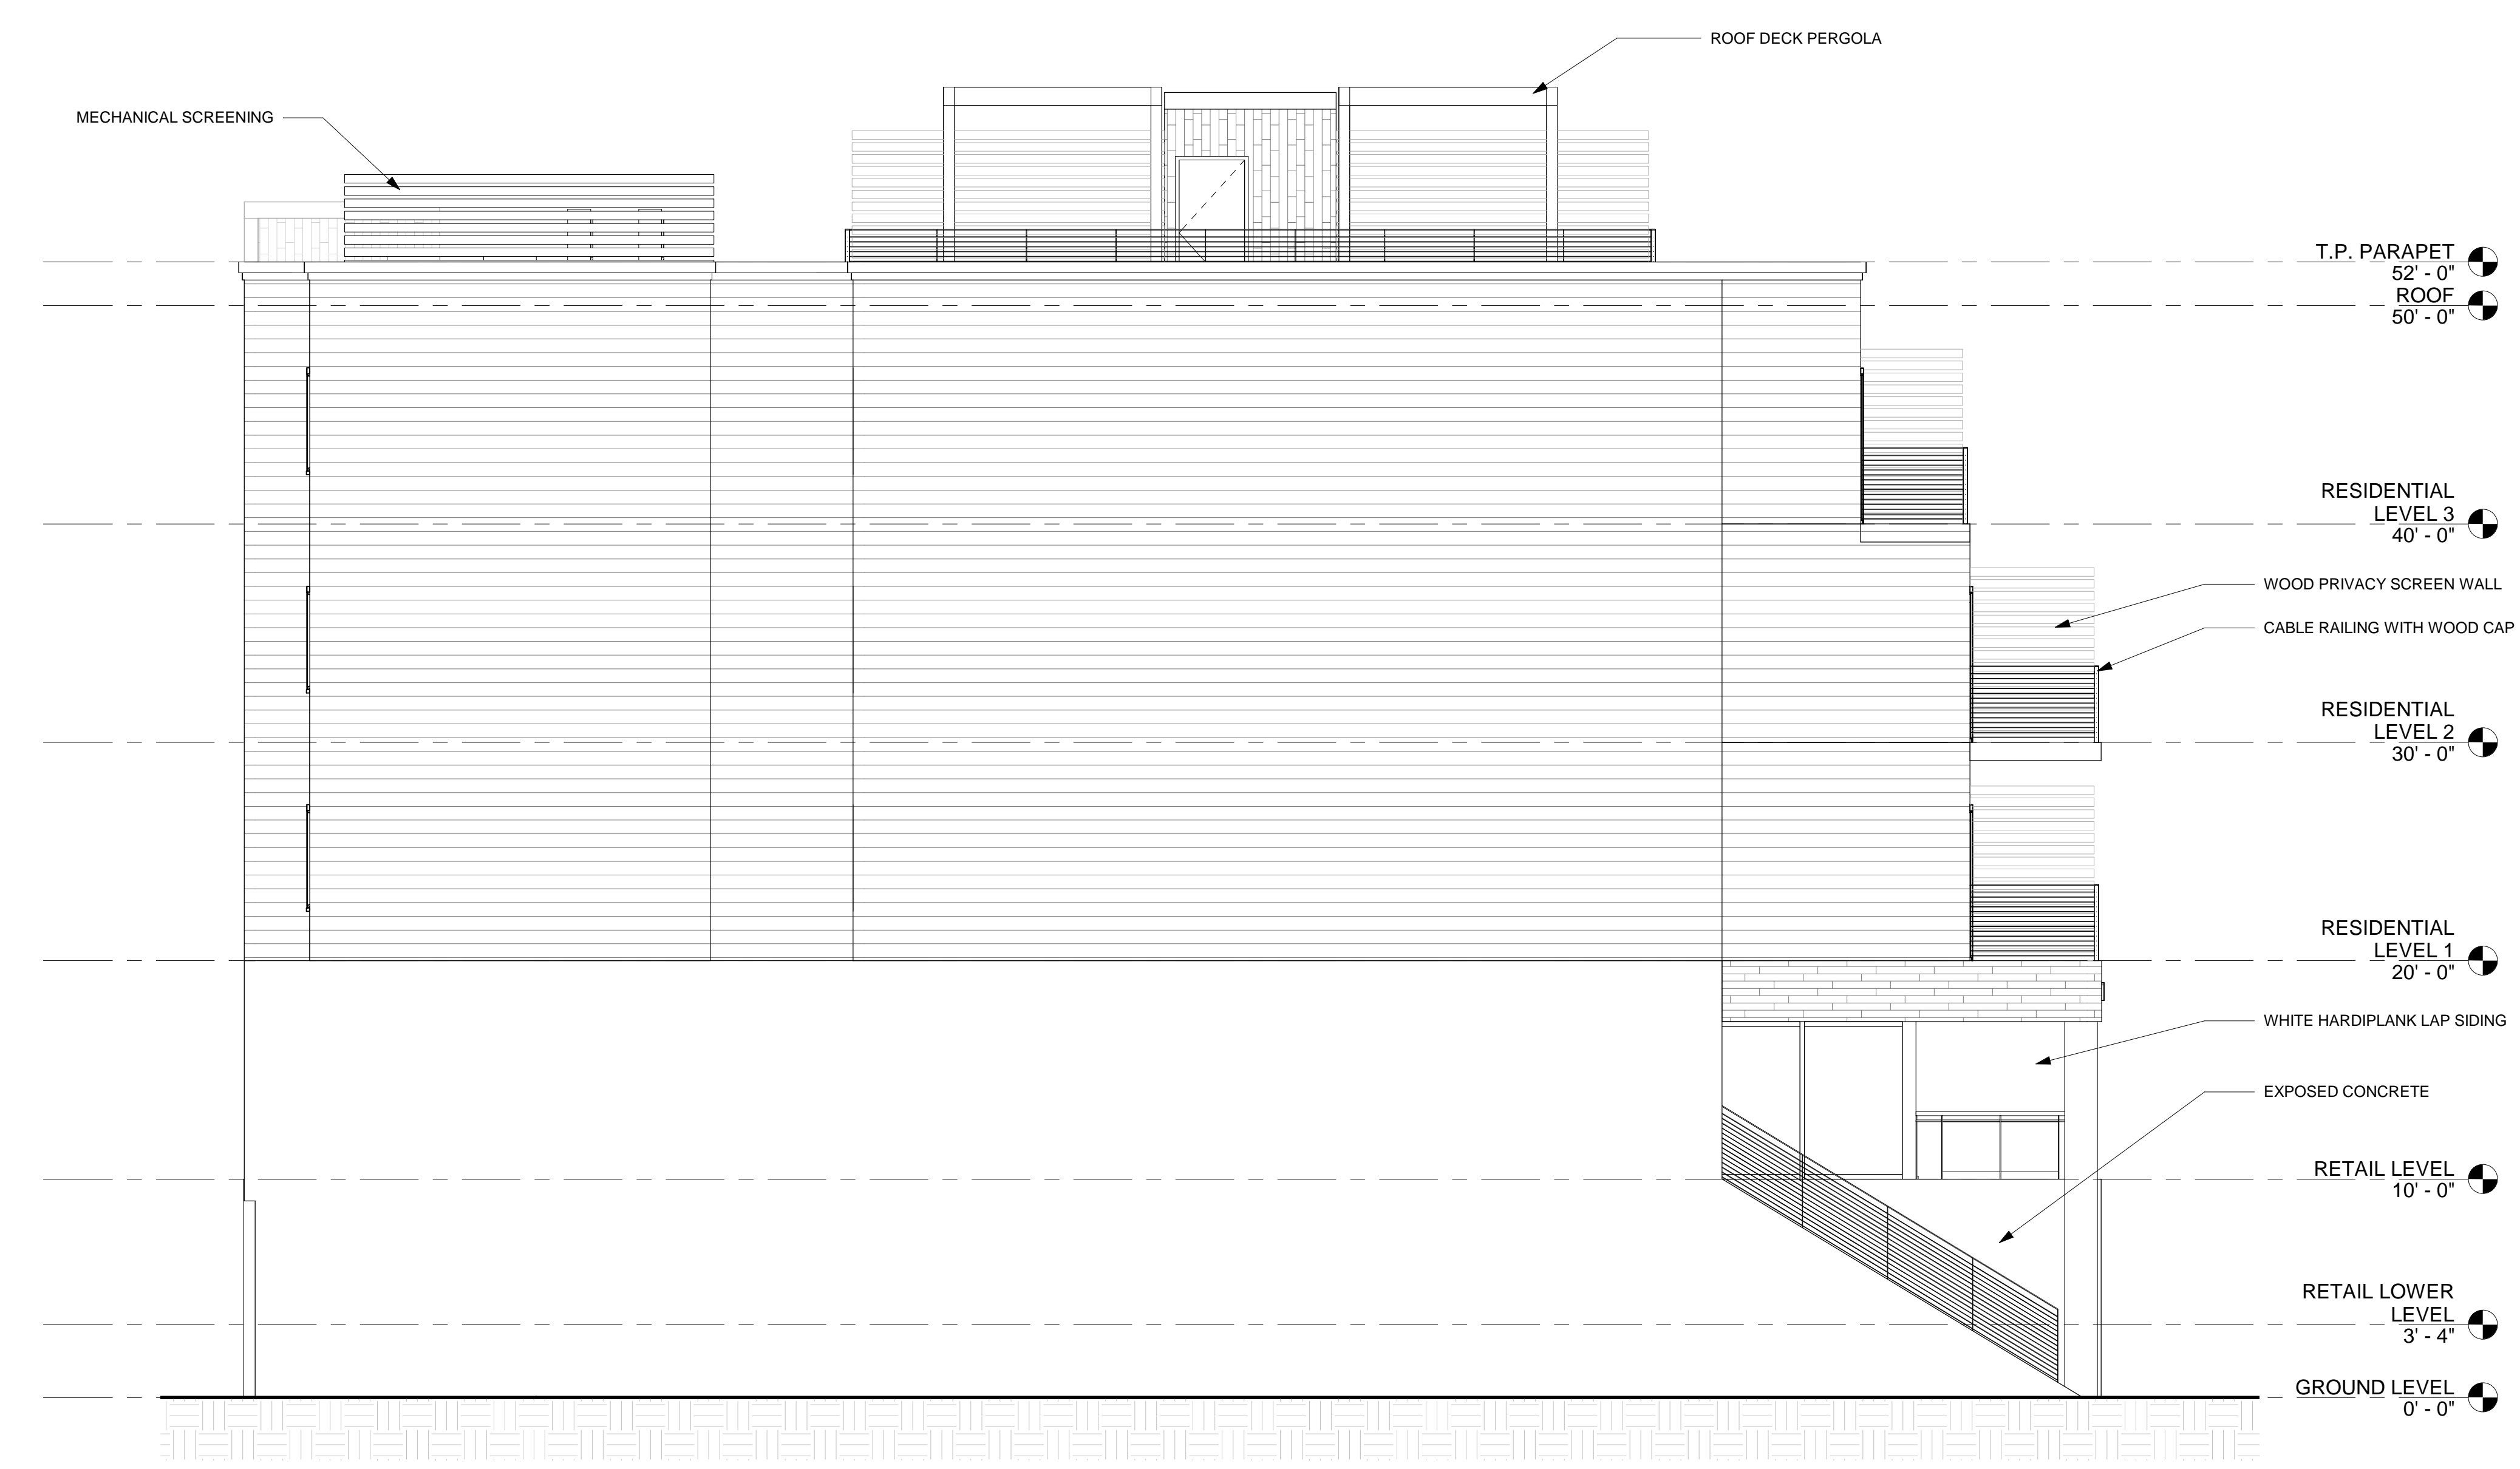 ROOF DECK PERGOLA
MECHANICAL SCREENING
T.P. PARAPET
52' - 0"
ROOF
50' - 0"
RESIDENTIAL
LEVEL 3
40' - 0"
WOOD PRIVACY SCREEN WALL
CABLE RAILING WITH WOOD CAP
RESIDENTIAL
LEVEL 2
30' - 0"
RESIDENTIAL
LEVEL 1
20' - 0"
WHITE HARDIPLANK LAP SIDING
EXPOSED CONCRETE
RETAIL LEVEL
10' - 0"
RETAIL LOWER
LEVEL
3' - 4"
GROUND LEVEL
0' - 0"